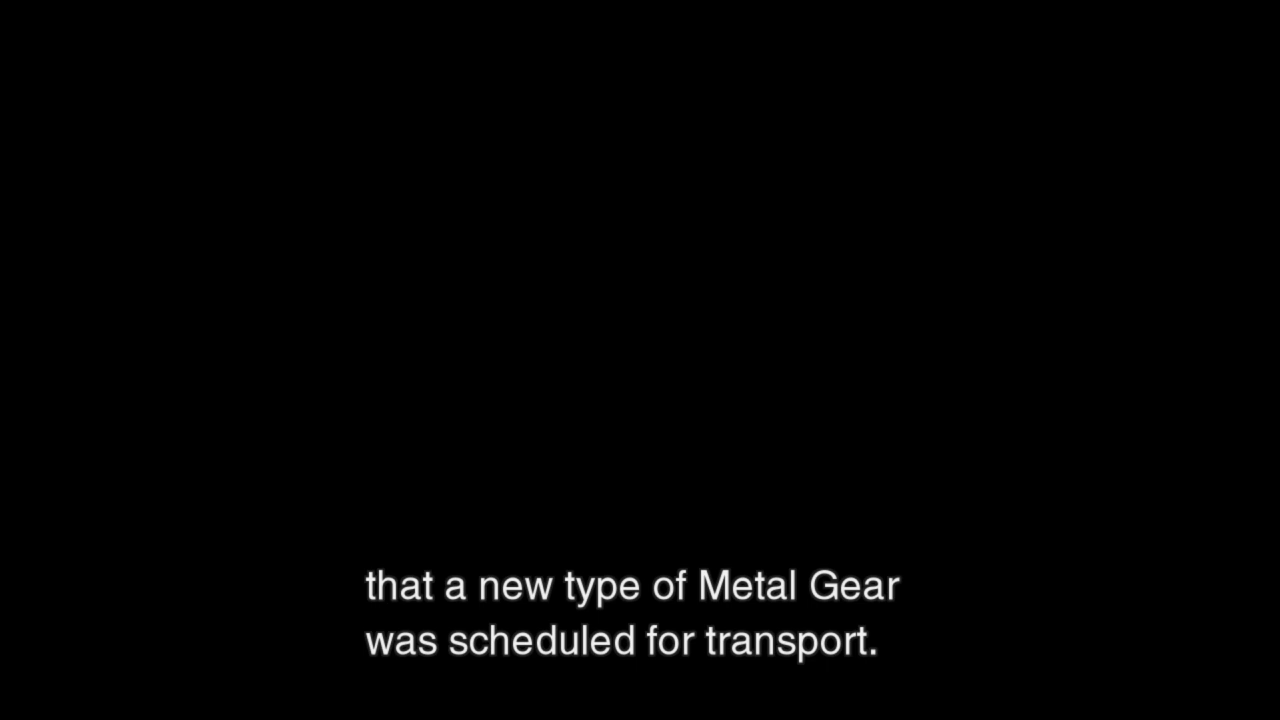 that a new type of Metal Gear
was scheduled for transport.